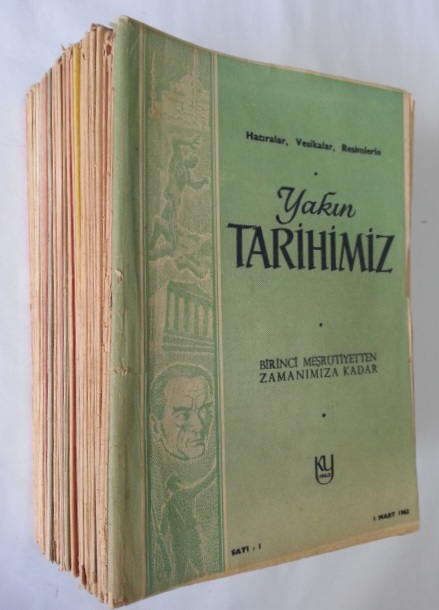 Hatıralar, Vesikalar, Resimlerle
Yakın
TARİHİMİZ
BİRİNCİ MEŞRUTİYETTEN
ZAMANIMIZA KADAR
KY
SAYI : 1
1 MART 1962